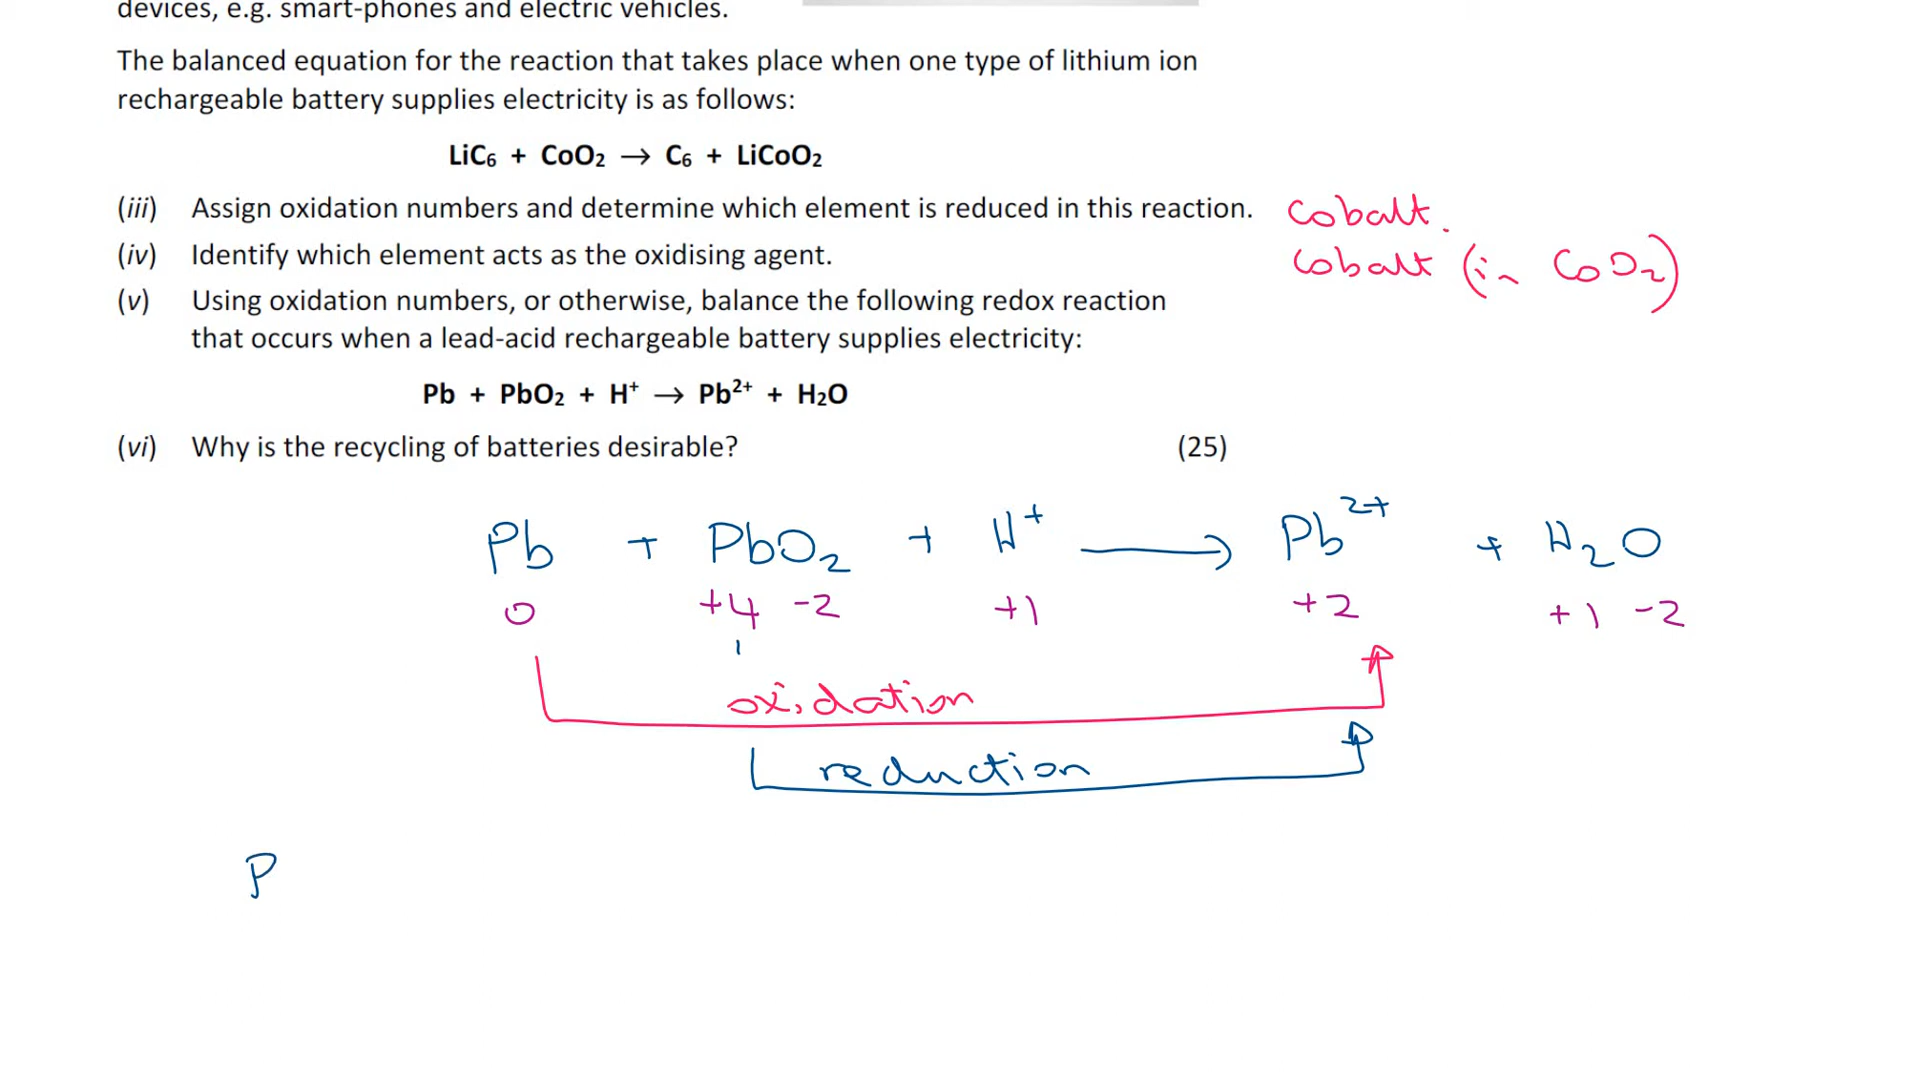 devices, e.g. smart-phones and electric vehicles.
The balanced equation for the reaction that takes place when one type of lithium ion
rechargeable battery supplies electricity is as follows:
LiC₆ + CoO₂ → C₆ + LiCoO₂
(iii) Assign oxidation numbers and determine which element is reduced in this reaction. Cobalt.
(iv) Identify which element acts as the oxidising agent. Cobalt (in CoO₂)
(v) Using oxidation numbers, or otherwise, balance the following redox reaction
that occurs when a lead-acid rechargeable battery supplies electricity:
Pb + PbO₂ + H⁺ → Pb²⁺ + H₂O
(vi) Why is the recycling of batteries desirable? (25)
Pb + PbO₂ + H⁺ → Pb²⁺ + H₂O
0 +4 -2 +1 +2 +1 -2
oxidation
reduction
P